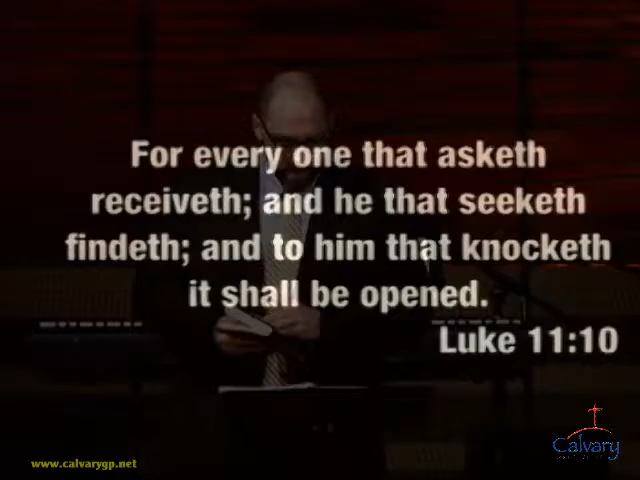 For every one that asketh
receiveth; and he that seeketh
findeth; and to him that knocketh
it shall be opened.
Luke 11:10
Calvary
www.calvarygp.net